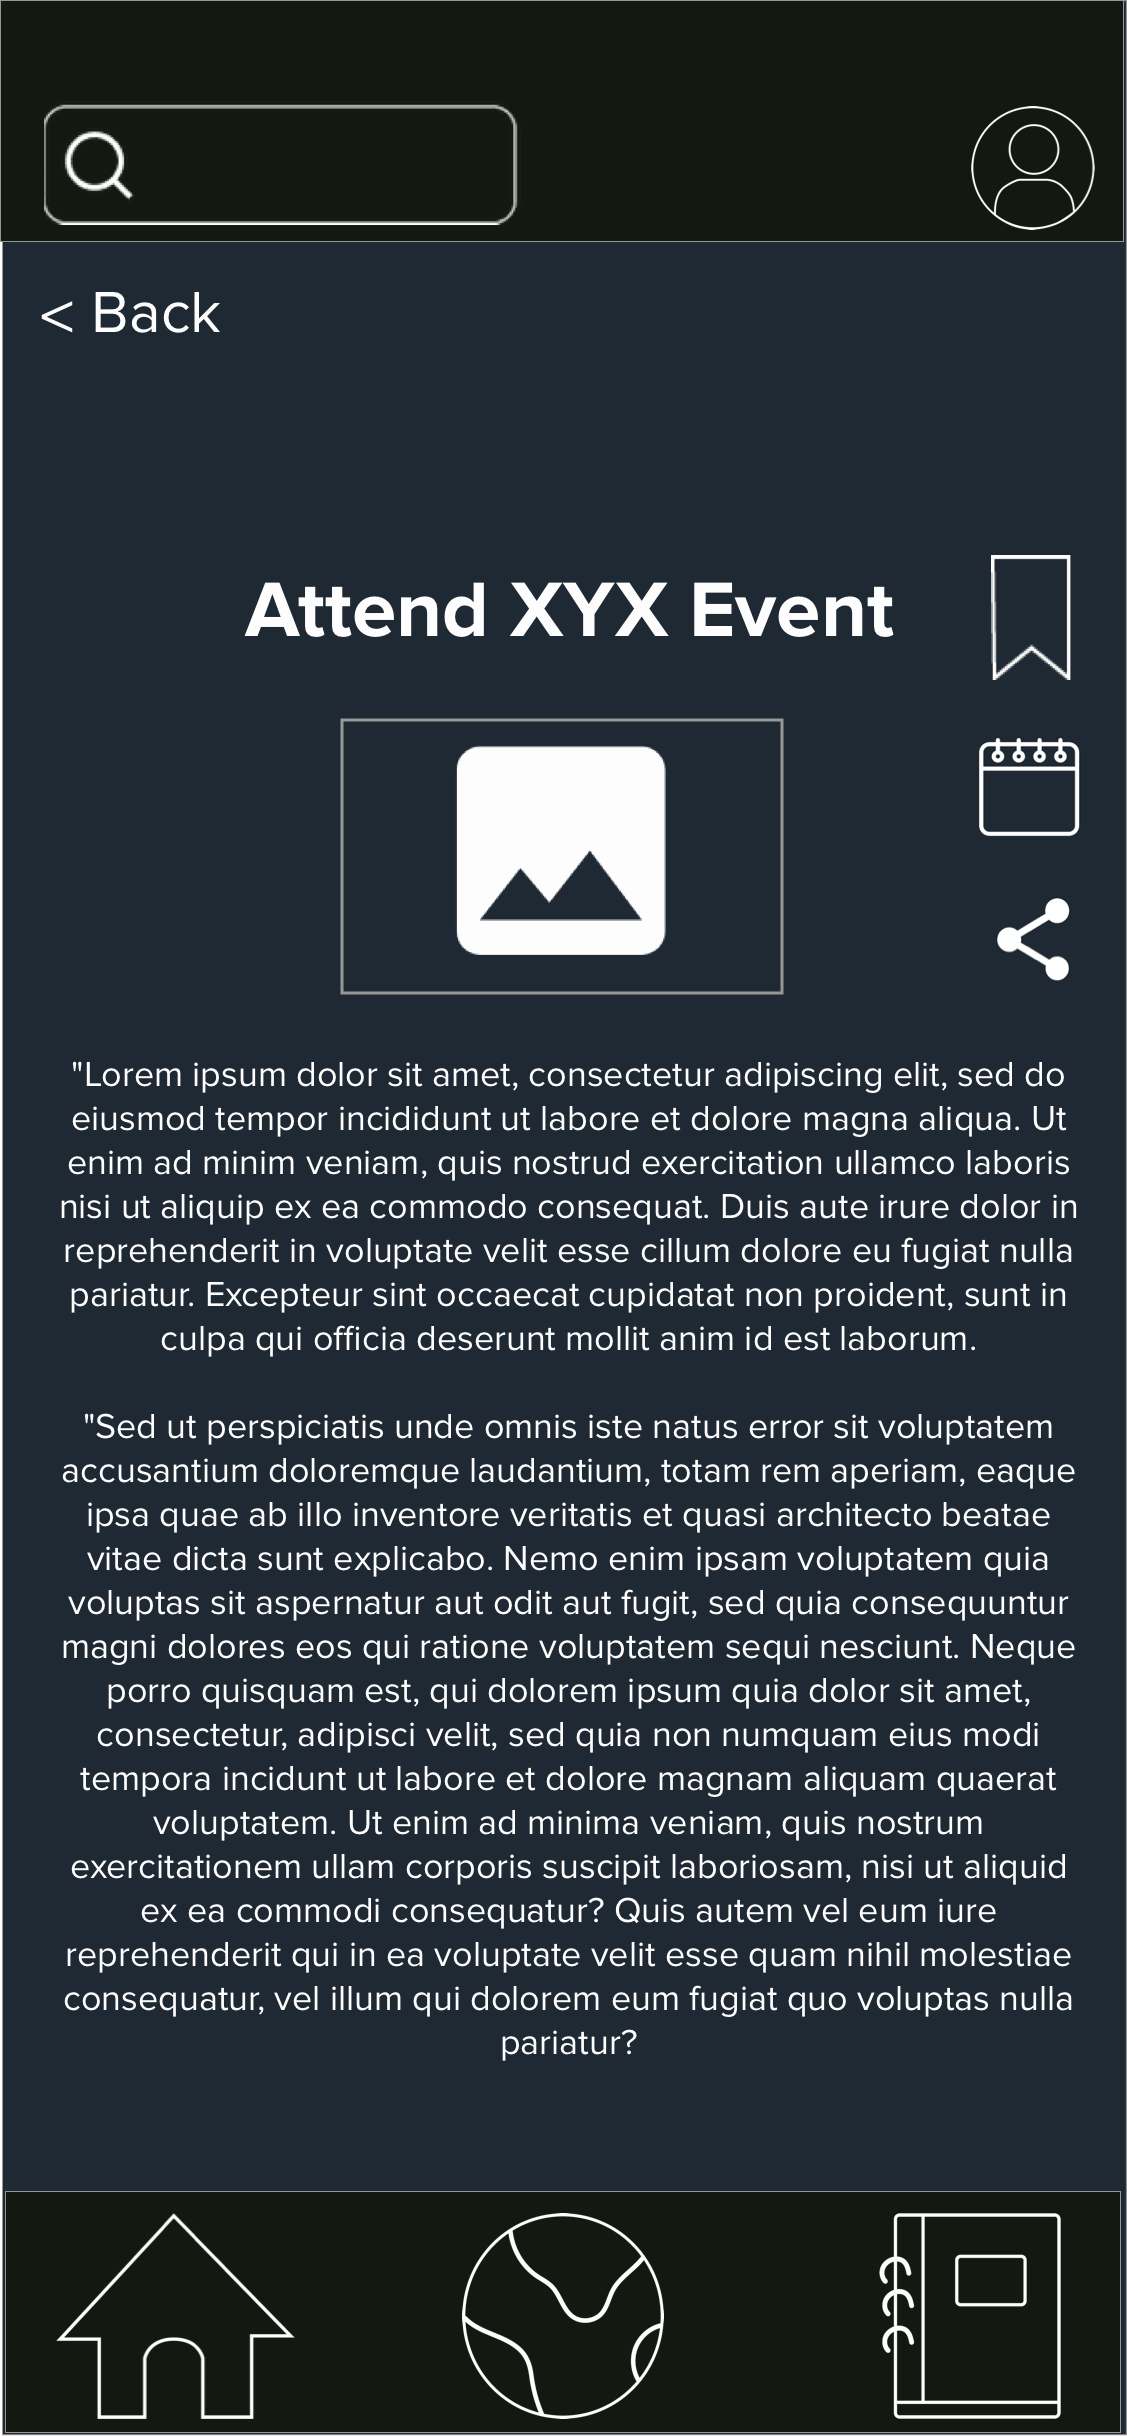 < Back
Attend XYX Event
"Lorem ipsum dolor sit amet, consectetur adipiscing elit, sed do
eiusmod tempor incididunt ut labore et dolore magna aliqua. Ut
enim ad minim veniam, quis nostrud exercitation ullamco laboris
nisi ut aliquip ex ea commodo consequat. Duis aute irure dolor in
reprehenderit in voluptate velit esse cillum dolore eu fugiat nulla
pariatur. Excepteur sint occaecat cupidatat non proident, sunt in
culpa qui officia deserunt mollit anim id est laborum.
"Sed ut perspiciatis unde omnis iste natus error sit voluptatem
accusantium doloremque laudantium, totam rem aperiam, eaque
ipsa quae ab illo inventore veritatis et quasi architecto beatae
vitae dicta sunt explicabo. Nemo enim ipsam voluptatem quia
voluptas sit aspernatur aut odit aut fugit, sed quia consequuntur
magni dolores eos qui ratione voluptatem sequi nesciunt. Neque
porro quisquam est, qui dolorem ipsum quia dolor sit amet,
consectetur, adipisci velit, sed quia non numquam eius modi
tempora incidunt ut labore et dolore magnam aliquam quaerat
voluptatem. Ut enim ad minima veniam, quis nostrum
exercitationem ullam corporis suscipit laboriosam, nisi ut aliquid
ex ea commodi consequatur? Quis autem vel eum iure
reprehenderit qui in ea voluptate velit esse quam nihil molestiae
consequatur, vel illum qui dolorem eum fugiat quo voluptas nulla
pariatur?